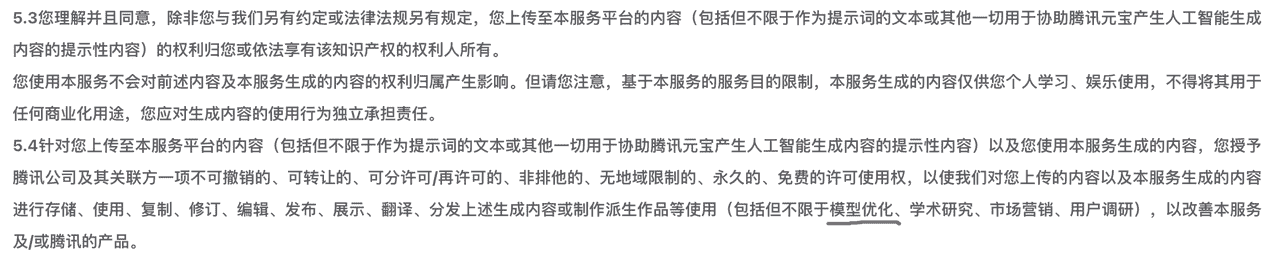 5.3您理解并且同意，除非您与我们另有约定或法律法规另有规定，您上传至本服务平台的内容（包括但不限于作为提示词的文本或其他一切用于协助腾讯元宝产生人工智能生成
内容的提示性内容）的权利归您或依法享有该知识产权的权利人所有。
您使用本服务不会对前述内容及本服务生成的内容的权利归属产生影响。但请您注意，基于本服务的服务目的限制，本服务生成的内容仅供您个人学习、娱乐使用，不得将其用于
任何商业化用途，您应对生成内容的使用行为独立承担责任。
5.4针对您上传至本服务平台的内容（包括但不限于作为提示词的文本或其他一切用于协助腾讯元宝产生人工智能生成内容的提示性内容）以及您使用本服务生成的内容，您授予
腾讯公司及其关联方一项不可撤销的、可转让的、可分许可/再许可的、非排他的、无地域限制的、永久的、免费的许可使用权，以使我们对您上传的内容以及本服务生成的内容
进行存储、使用、复制、修订、编辑、发布、展示、翻译、分发上述生成内容或制作派生作品等使用（包括但不限于模型优化、学术研究、市场营销、用户调研），以改善本服务
及/或腾讯的产品。